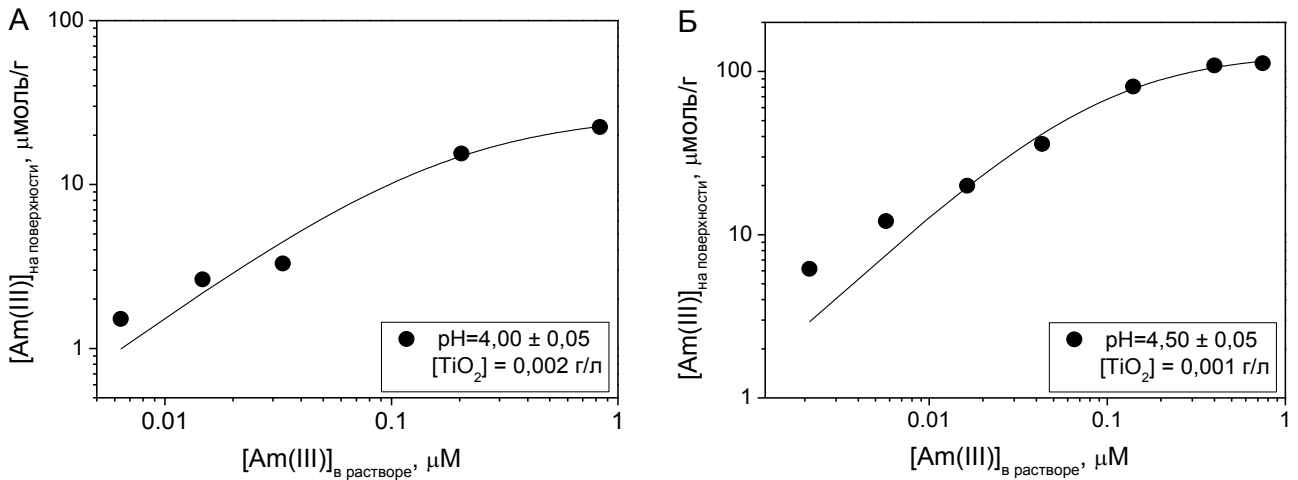 А
100
10
1
0.01
0.1
1
[Am(III)]на поверхности, μмоль/г
[Am(III)]в растворе, μМ
pH=4,00 ± 0,05
[TiO2] = 0,002 г/л
Б
100
10
1
0.01
0.1
1
[Am(III)]на поверхности, μмоль/г
[Am(III)]в растворе, μМ
pH=4,50 ± 0,05
[TiO2] = 0,001 г/л